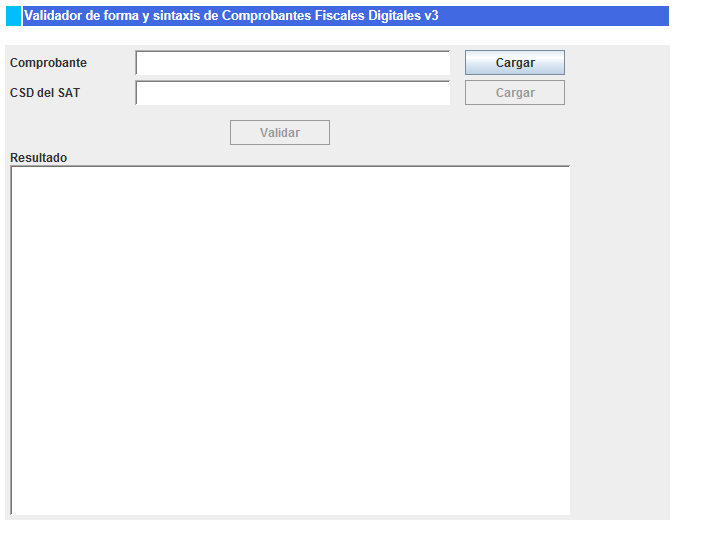 Validador de forma y sintaxis de Comprobantes Fiscales Digitales v3
Comprobante Cargar
CSD del SAT Cargar
Validar
Resultado